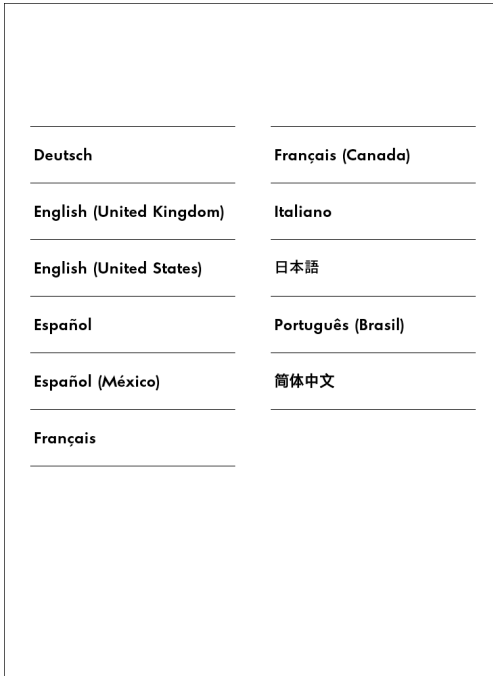 Deutsch
English (United Kingdom)
English (United States)
Español
Español (México)
Français
Français (Canada)
Italiano
日本語
Português (Brasil)
简体中文